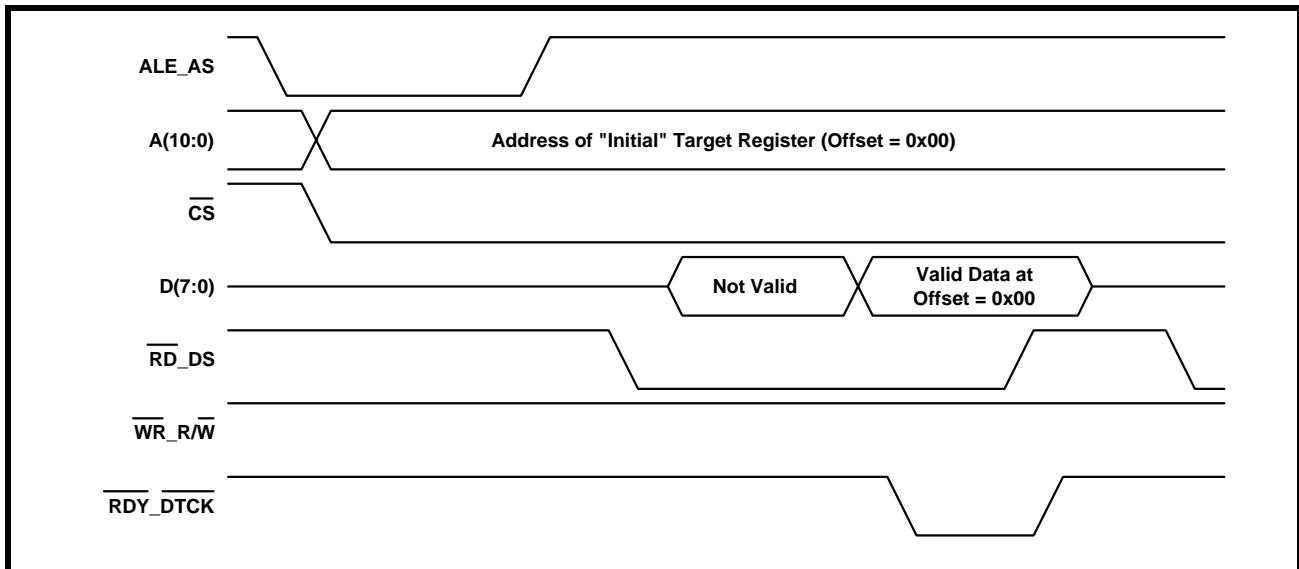 ALE_AS
A(10:0)
Address of "Initial" Target Register (Offset = 0x00)
CS
D(7:0)
Not Valid
Valid Data at
Offset = 0x00
RD_DS
WR_R/W
RDY_DTCK